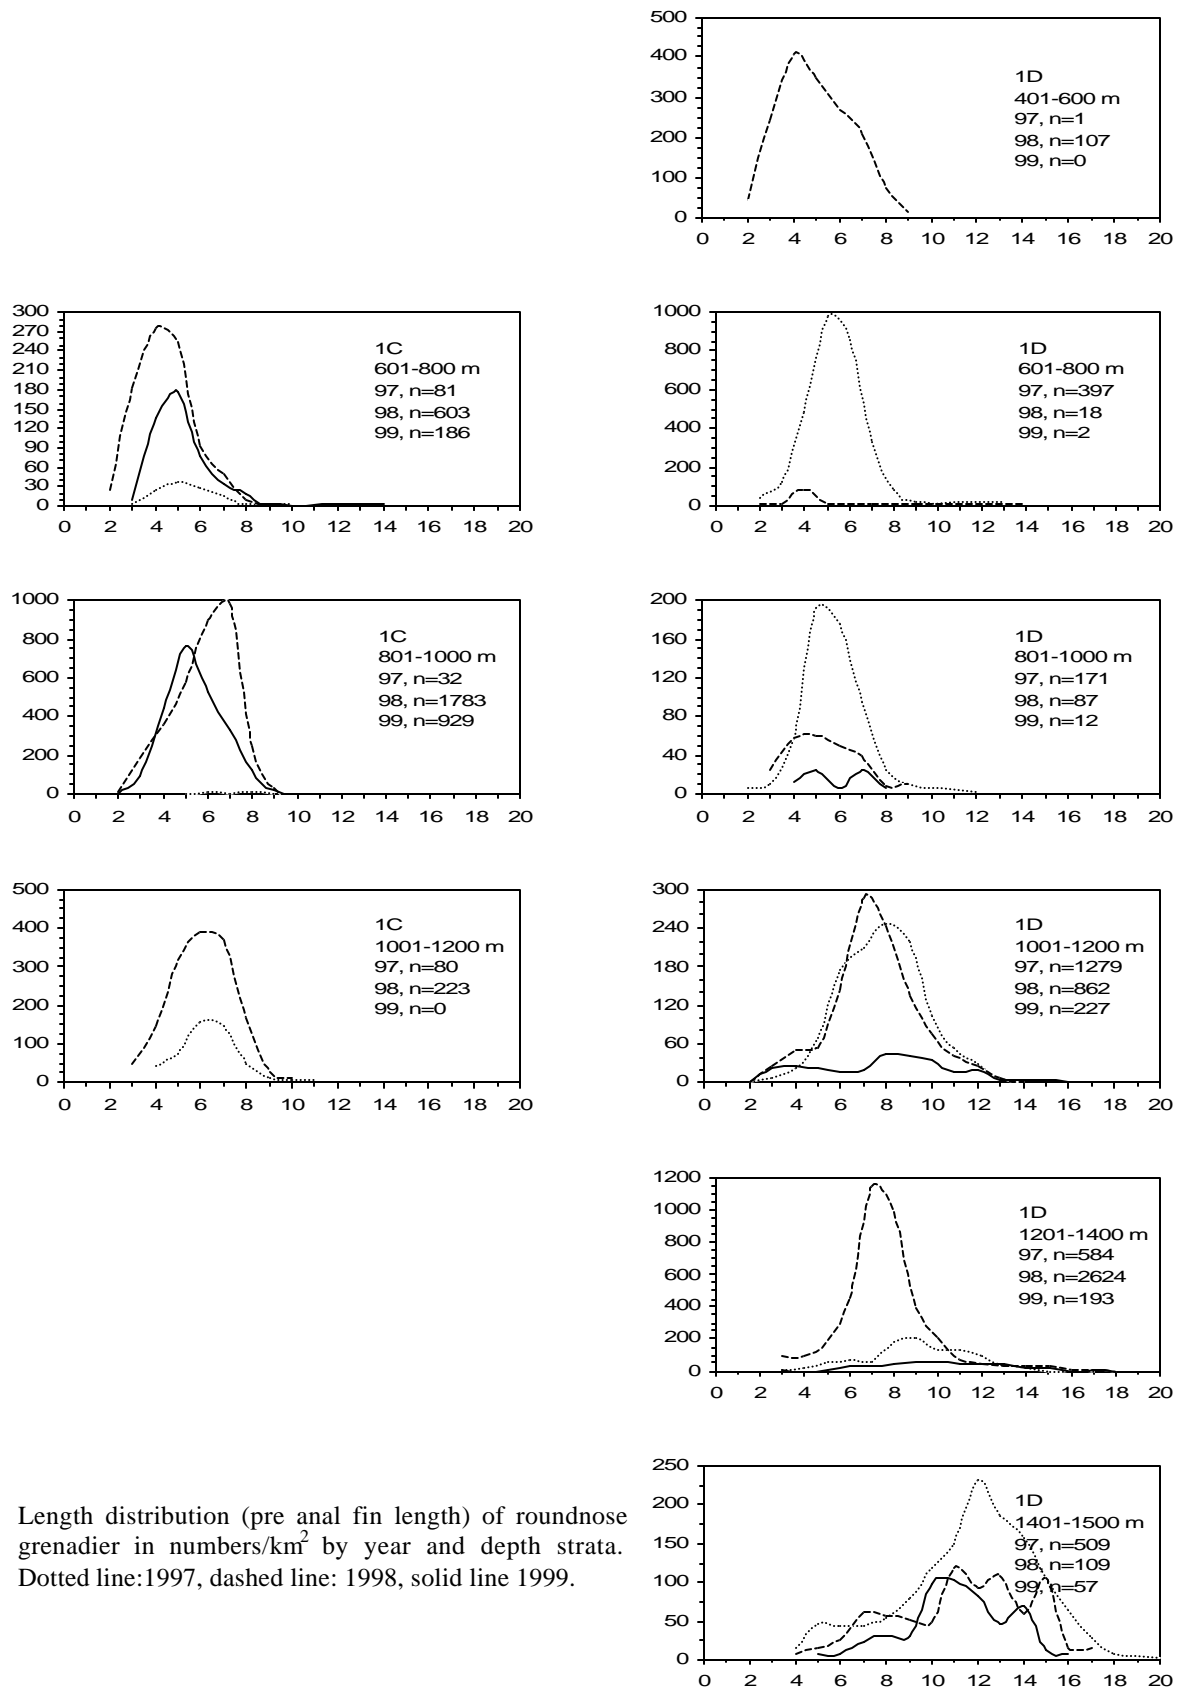 500
400
300
200
100
0
0 2 4 6 8 10 12 14 16 18 20
1D
401-600 m
97, n=1
98, n=107
99, n=0
300
270
240
210
180
150
120
90
60
30
0
0 2 4 6 8 10 12 14 16 18 20
1C
601-800 m
97, n=81
98, n=603
99, n=186
1000
800
600
400
200
0
0 2 4 6 8 10 12 14 16 18 20
1D
601-800 m
97, n=397
98, n=18
99, n=2
1000
800
600
400
200
0
0 2 4 6 8 10 12 14 16 18 20
1C
801-1000 m
97, n=32
98, n=1783
99, n=929
200
160
120
80
40
0
0 2 4 6 8 10 12 14 16 18 20
1D
801-1000 m
97, n=171
98, n=87
99, n=12
500
400
300
200
100
0
0 2 4 6 8 10 12 14 16 18 20
1C
1001-1200 m
97, n=80
98, n=223
99, n=0
300
240
180
120
60
0
0 2 4 6 8 10 12 14 16 18 20
1D
1001-1200 m
97, n=1279
98, n=862
99, n=227
1200
1000
800
600
400
200
0
0 2 4 6 8 10 12 14 16 18 20
1D
1201-1400 m
97, n=584
98, n=2624
99, n=193
250
200
150
100
50
0
0 2 4 6 8 10 12 14 16 18 20
1D
1401-1500 m
97, n=509
98, n=109
99, n=57
Length distribution (pre anal fin length) of roundnose
grenadier in numbers/km2 by year and depth strata.
Dotted line:1997, dashed line: 1998, solid line 1999.